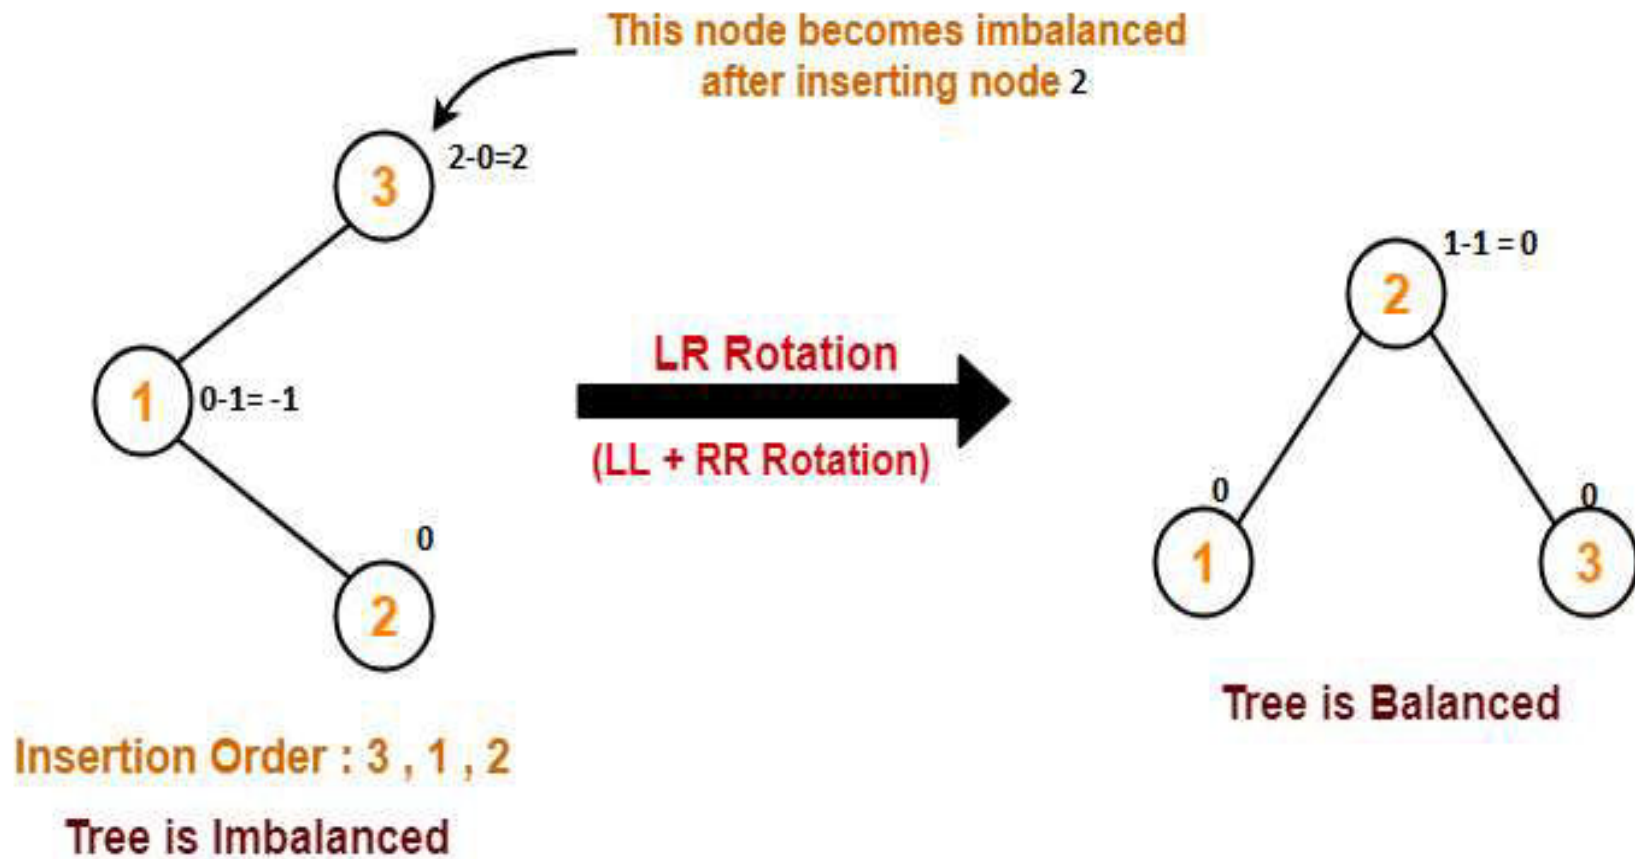 This node becomes imbalanced
after inserting node 2
3
2-0=2
1
0-1= -1
2
0
Insertion Order : 3 , 1 , 2
Tree is Imbalanced
LR Rotation
(LL + RR Rotation)
2
1-1 = 0
1
0
3
0
Tree is Balanced